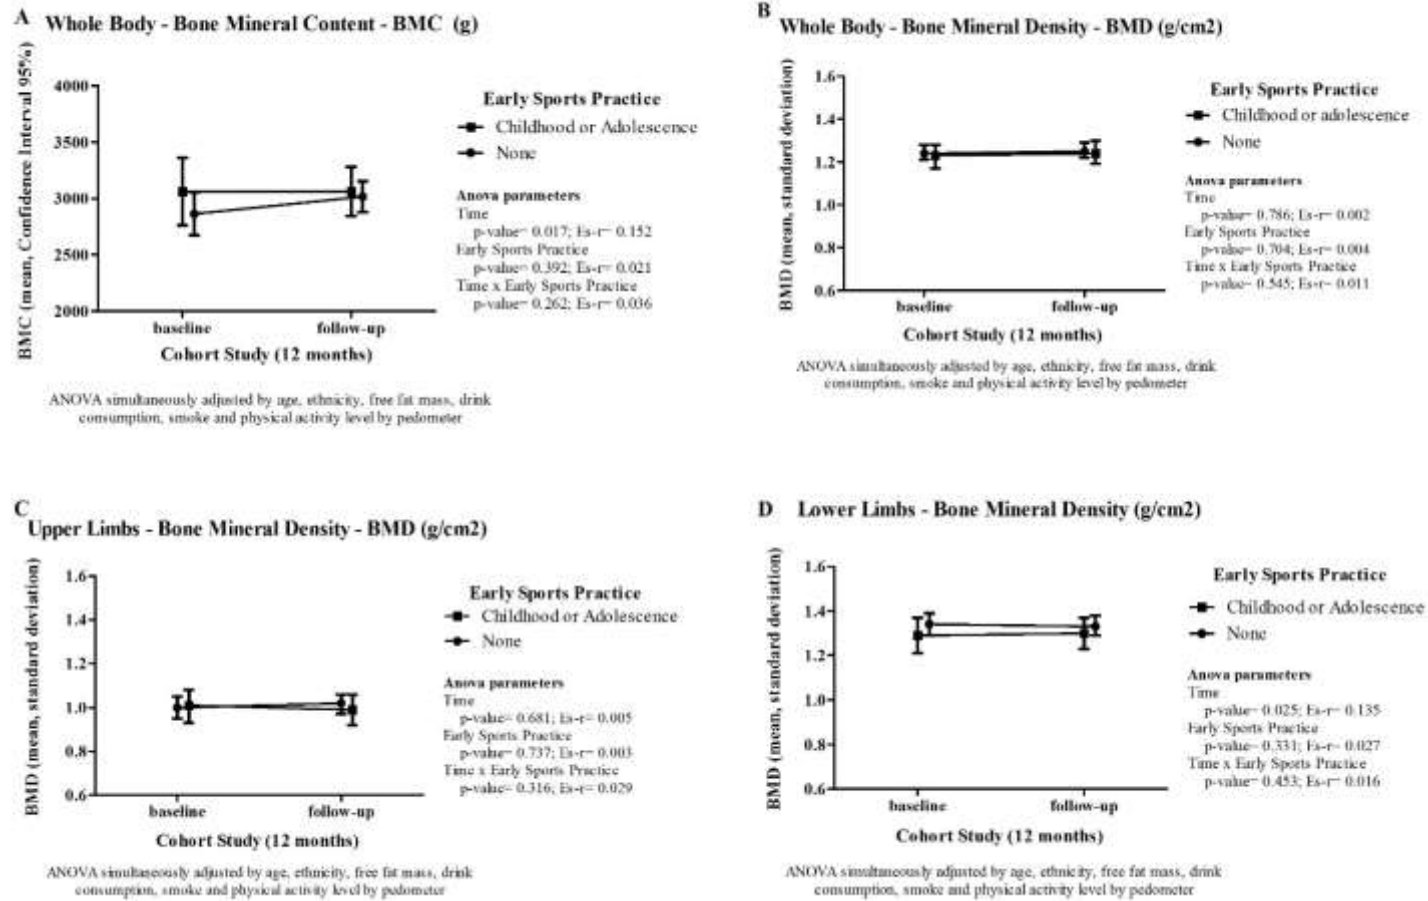 A
Whole Body - Bone Mineral Content - BMC (g)
BMC (mean, Confidence Interval 95%)
4000
3500
3000
2500
2000
baseline
follow-up
Cohort Study (12 months)
Early Sports Practice
Childhood or Adolescence
None
Anova parameters
Time
p-value= 0.017; Es-r= 0.152
Early Sports Practice
p-value= 0.392; Es-r= 0.021
Time x Early Sports Practice
p-value= 0.262; Es-r= 0.036
ANOVA simultaneously adjusted by age, ethnicity, free fat mass, drink
consumption, smoke and physical activity level by pedometer
B
Whole Body - Bone Mineral Density - BMD (g/cm2)
BMD (mean, standard deviation)
1.6
1.4
1.2
1.0
0.8
0.6
baseline
follow-up
Cohort Study (12 months)
Early Sports Practice
Childhood or adolescence
None
Anova parameters
Time
p-value= 0.786; Es-r= 0.002
Early Sports Practice
p-value= 0.704; Es-r= 0.004
Time x Early Sports Practice
p-value= 0.545; Es-r= 0.011
ANOVA simultaneously adjusted by age, ethnicity, free fat mass, drink
consumption, smoke and physical activity level by pedometer
C
Upper Limbs - Bone Mineral Density - BMD (g/cm2)
BMD (mean, standard deviation)
1.6
1.4
1.2
1.0
0.8
0.6
baseline
follow-up
Cohort Study (12 months)
Early Sports Practice
Childhood or Adolescence
None
Anova parameters
Time
p-value= 0.681; Es-r= 0.005
Early Sports Practice
p-value= 0.737; Es-r= 0.003
Time x Early Sports Practice
p-value= 0.316; Es-r= 0.029
ANOVA simultaneously adjusted by age, ethnicity, free fat mass, drink
consumption, smoke and physical activity level by pedometer
D
Lower Limbs - Bone Mineral Density (g/cm2)
BMD (mean, standard deviation)
1.6
1.4
1.2
1.0
0.8
0.6
baseline
follow-up
Cohort Study (12 months)
Early Sports Practice
Childhood or Adolescence
None
Anova parameters
Time
p-value= 0.025; Es-r= 0.135
Early Sports Practice
p-value= 0.331; Es-r= 0.027
Time x Early Sports Practice
p-value= 0.453; Es-r= 0.016
ANOVA simultaneously adjusted by age, ethnicity, free fat mass, drink
consumption, smoke and physical activity level by pedometer